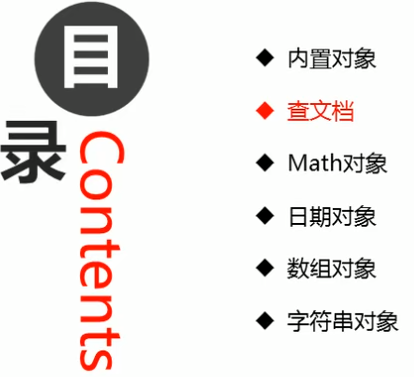 目
录
Contents
内置对象
查文档
Math对象
日期对象
数组对象
字符串对象